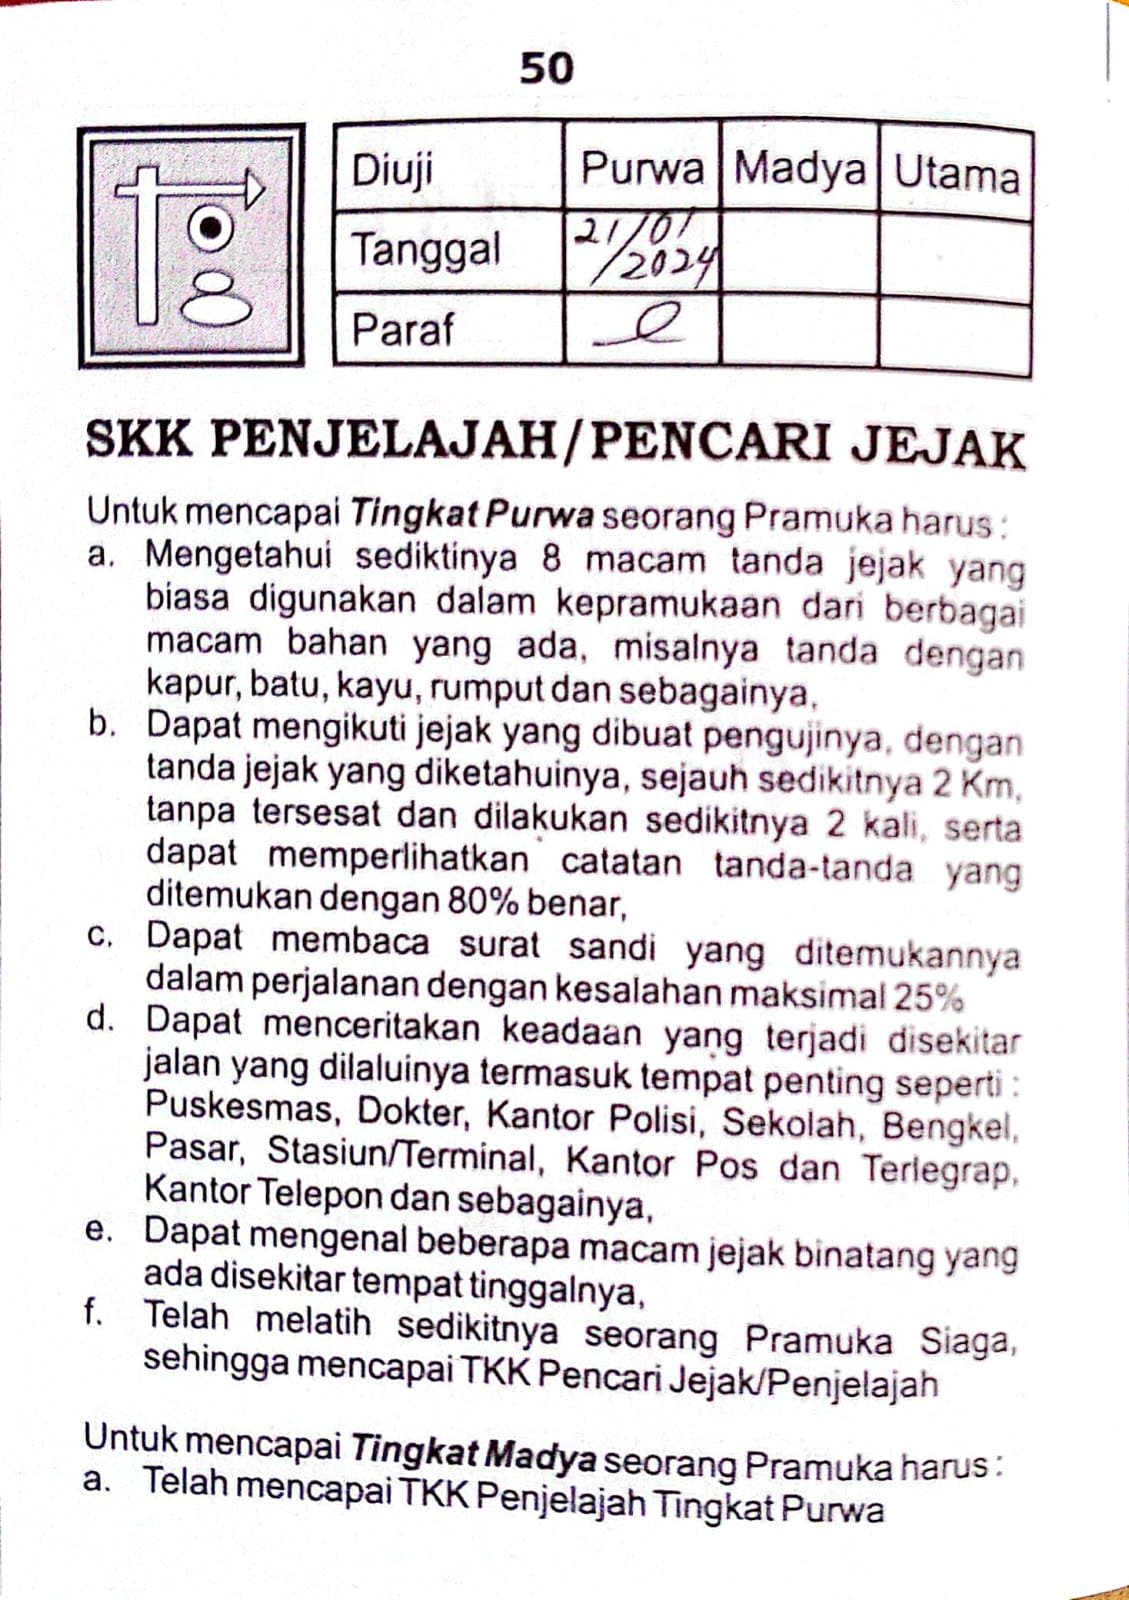 50
Diuji Purwa Madya Utama
Tanggal 21/01/2024
Paraf
SKK PENJELAJAH/PENCARI JEJAK
Untuk mencapai Tingkat Purwa seorang Pramuka harus :
a. Mengetahui sediktinya 8 macam tanda jejak yang
biasa digunakan dalam kepramukaan dari berbagai
macam bahan yang ada, misalnya tanda dengan
kapur, batu, kayu, rumput dan sebagainya,
b. Dapat mengikuti jejak yang dibuat pengujinya, dengan
tanda jejak yang diketahuinya, sejauh sedikitnya 2 Km,
tanpa tersesat dan dilakukan sedikitnya 2 kali, serta
dapat memperlihatkan catatan tanda-tanda yang
ditemukan dengan 80% benar,
c. Dapat membaca surat sandi yang ditemukannya
dalam perjalanan dengan kesalahan maksimal 25%
d. Dapat menceritakan keadaan yang terjadi disekitar
jalan yang dilaluinya termasuk tempat penting seperti :
Puskesmas, Dokter, Kantor Polisi, Sekolah, Bengkel,
Pasar, Stasiun/Terminal, Kantor Pos dan Terlegrap,
Kantor Telepon dan sebagainya,
e. Dapat mengenal beberapa macam jejak binatang yang
ada disekitar tempat tinggalnya,
f. Telah melatih sedikitnya seorang Pramuka Siaga,
sehingga mencapai TKK Pencari Jejak/Penjelajah
Untuk mencapai Tingkat Madya seorang Pramuka harus :
a. Telah mencapai TKK Penjelajah Tingkat Purwa